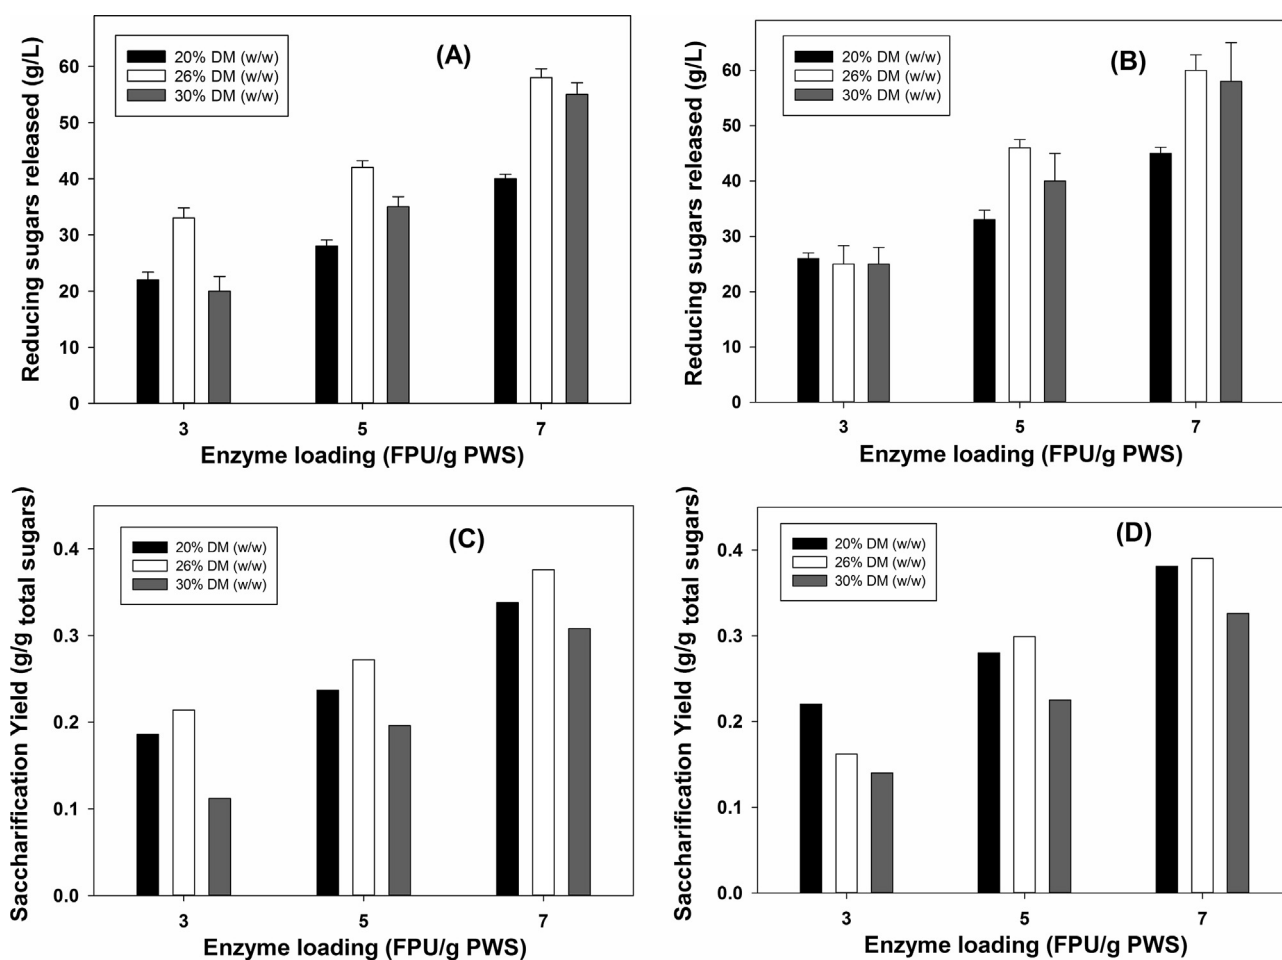 (A)
20% DM (w/w)
26% DM (w/w)
30% DM (w/w)
Reducing sugars released (g/L)
60
50
40
30
20
10
0
3 5 7
Enzyme loading (FPU/g PWS)
(B)
20% DM (w/w)
26% DM (w/w)
30% DM (w/w)
Reducing sugars released (g/L)
60
50
40
30
20
10
0
3 5 7
Enzyme loading (FPU/g PWS)
(C)
20% DM (w/w)
26% DM (w/w)
30% DM (w/w)
Saccharification Yield (g/g total sugars)
0.4
0.3
0.2
0.1
0.0
3 5 7
Enzyme loading (FPU/g PWS)
(D)
20% DM (w/w)
26% DM (w/w)
30% DM (w/w)
Saccharification Yield (g/g total sugars)
0.4
0.3
0.2
0.1
0.0
3 5 7
Enzyme loading (FPU/g PWS)